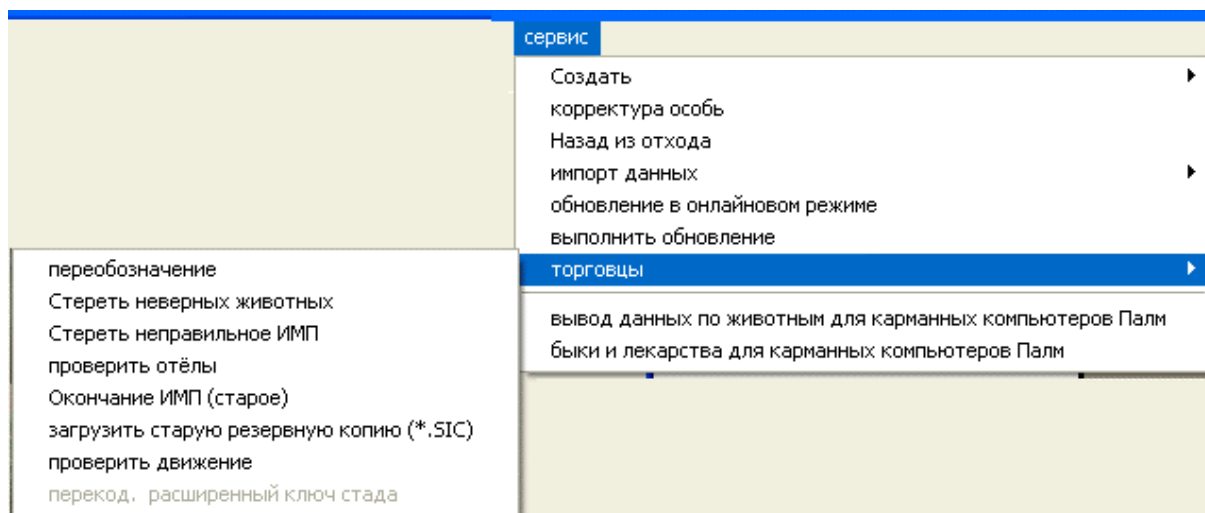 сервис
Создать
корректура особь
Назад из отхода
импорт данных
обновление в онлайновом режиме
выполнить обновление
торговцы
вывод данных по животным для карманных компьютеров Палм
быки и лекарства для карманных компьютеров Палм
переобозначение
Стереть неверных животных
Стереть неправильное ИМП
проверить отёлы
Окончание ИМП (старое)
загрузить старую резервную копию (*.SIC)
проверить движение
перекод. расширенный ключ стада